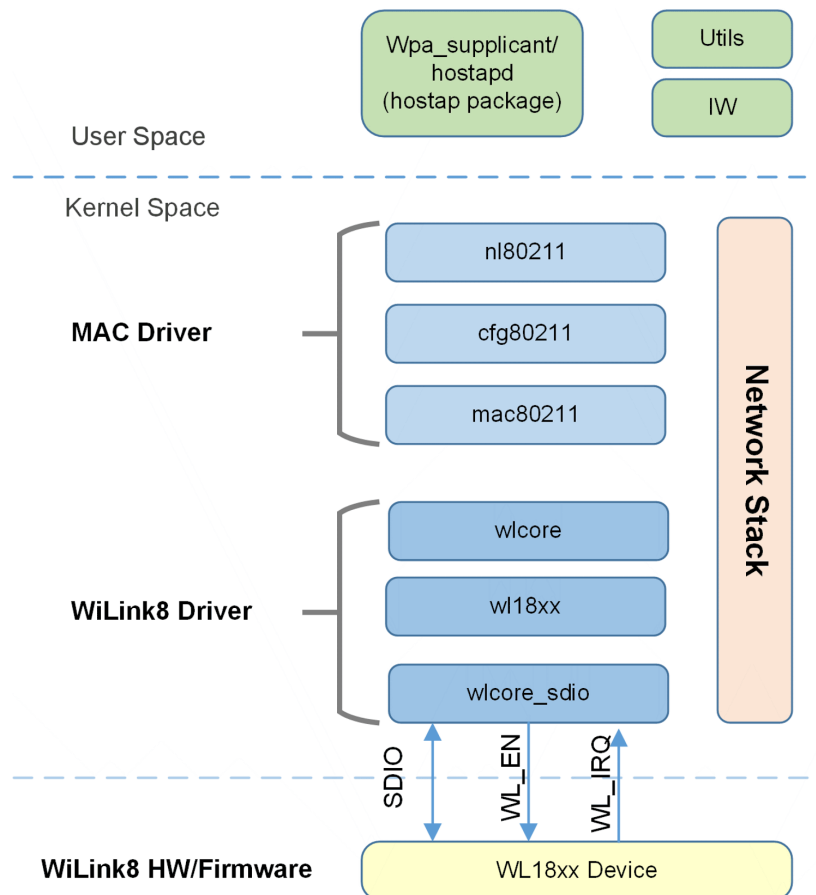 Wpa_supplicant/
hostapd
(hostap package)
Utils
IW
User Space
Kernel Space
nl80211
MAC Driver
cfg80211
mac80211
Network Stack
wlcore
WiLink8 Driver
wl18xx
wlcore_sdio
SDIO
WL_EN
WL_IRQ
WiLink8 HW/Firmware
WL18xx Device